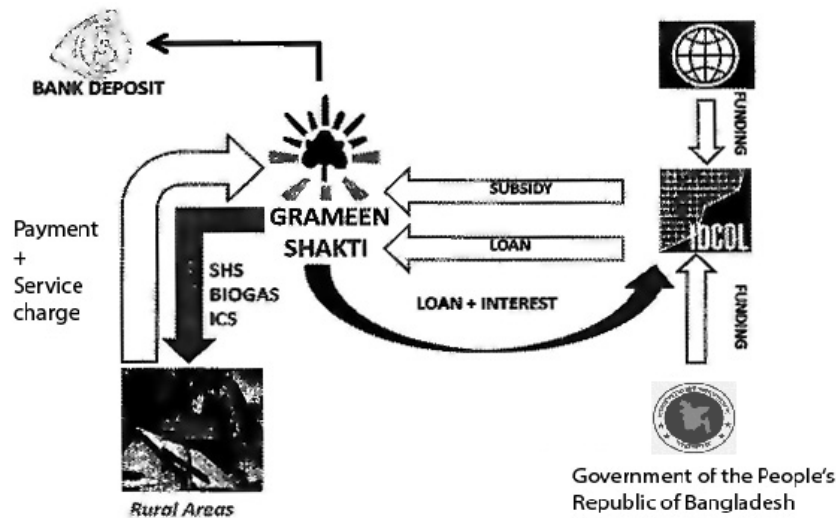 BANK DEPOSIT
FUNDING
SUBSIDY
IDCOL
GRAMEEN
SHAKTI
LOAN
Payment
+
Service
charge
SHS
BIOGAS
ICS
LOAN + INTEREST
FUNDING
Rural Areas
Government of the People's
Republic of Bangladesh